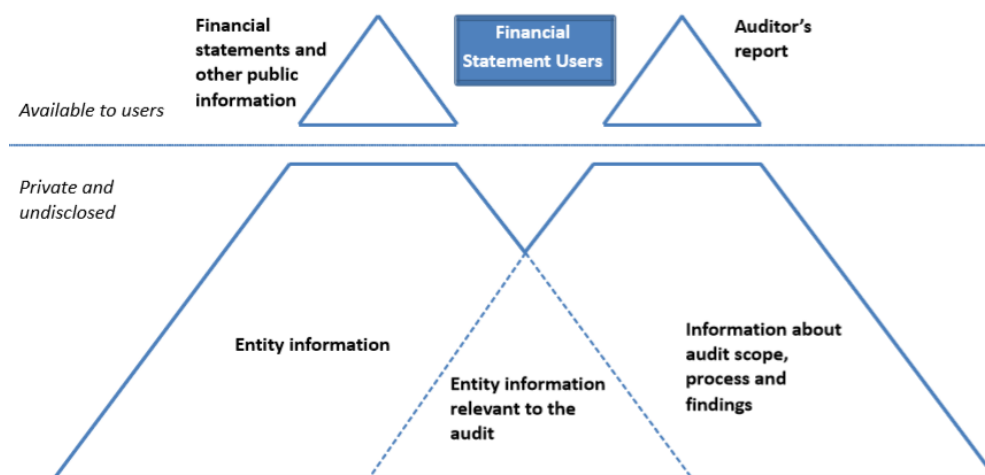 Financial
statements and
other public
information
Financial
Statement Users
Auditor’s
report
Available to users
Private and
undisclosed
Entity information
Entity information
relevant to the
audit
Information about
audit scope,
process and
findings